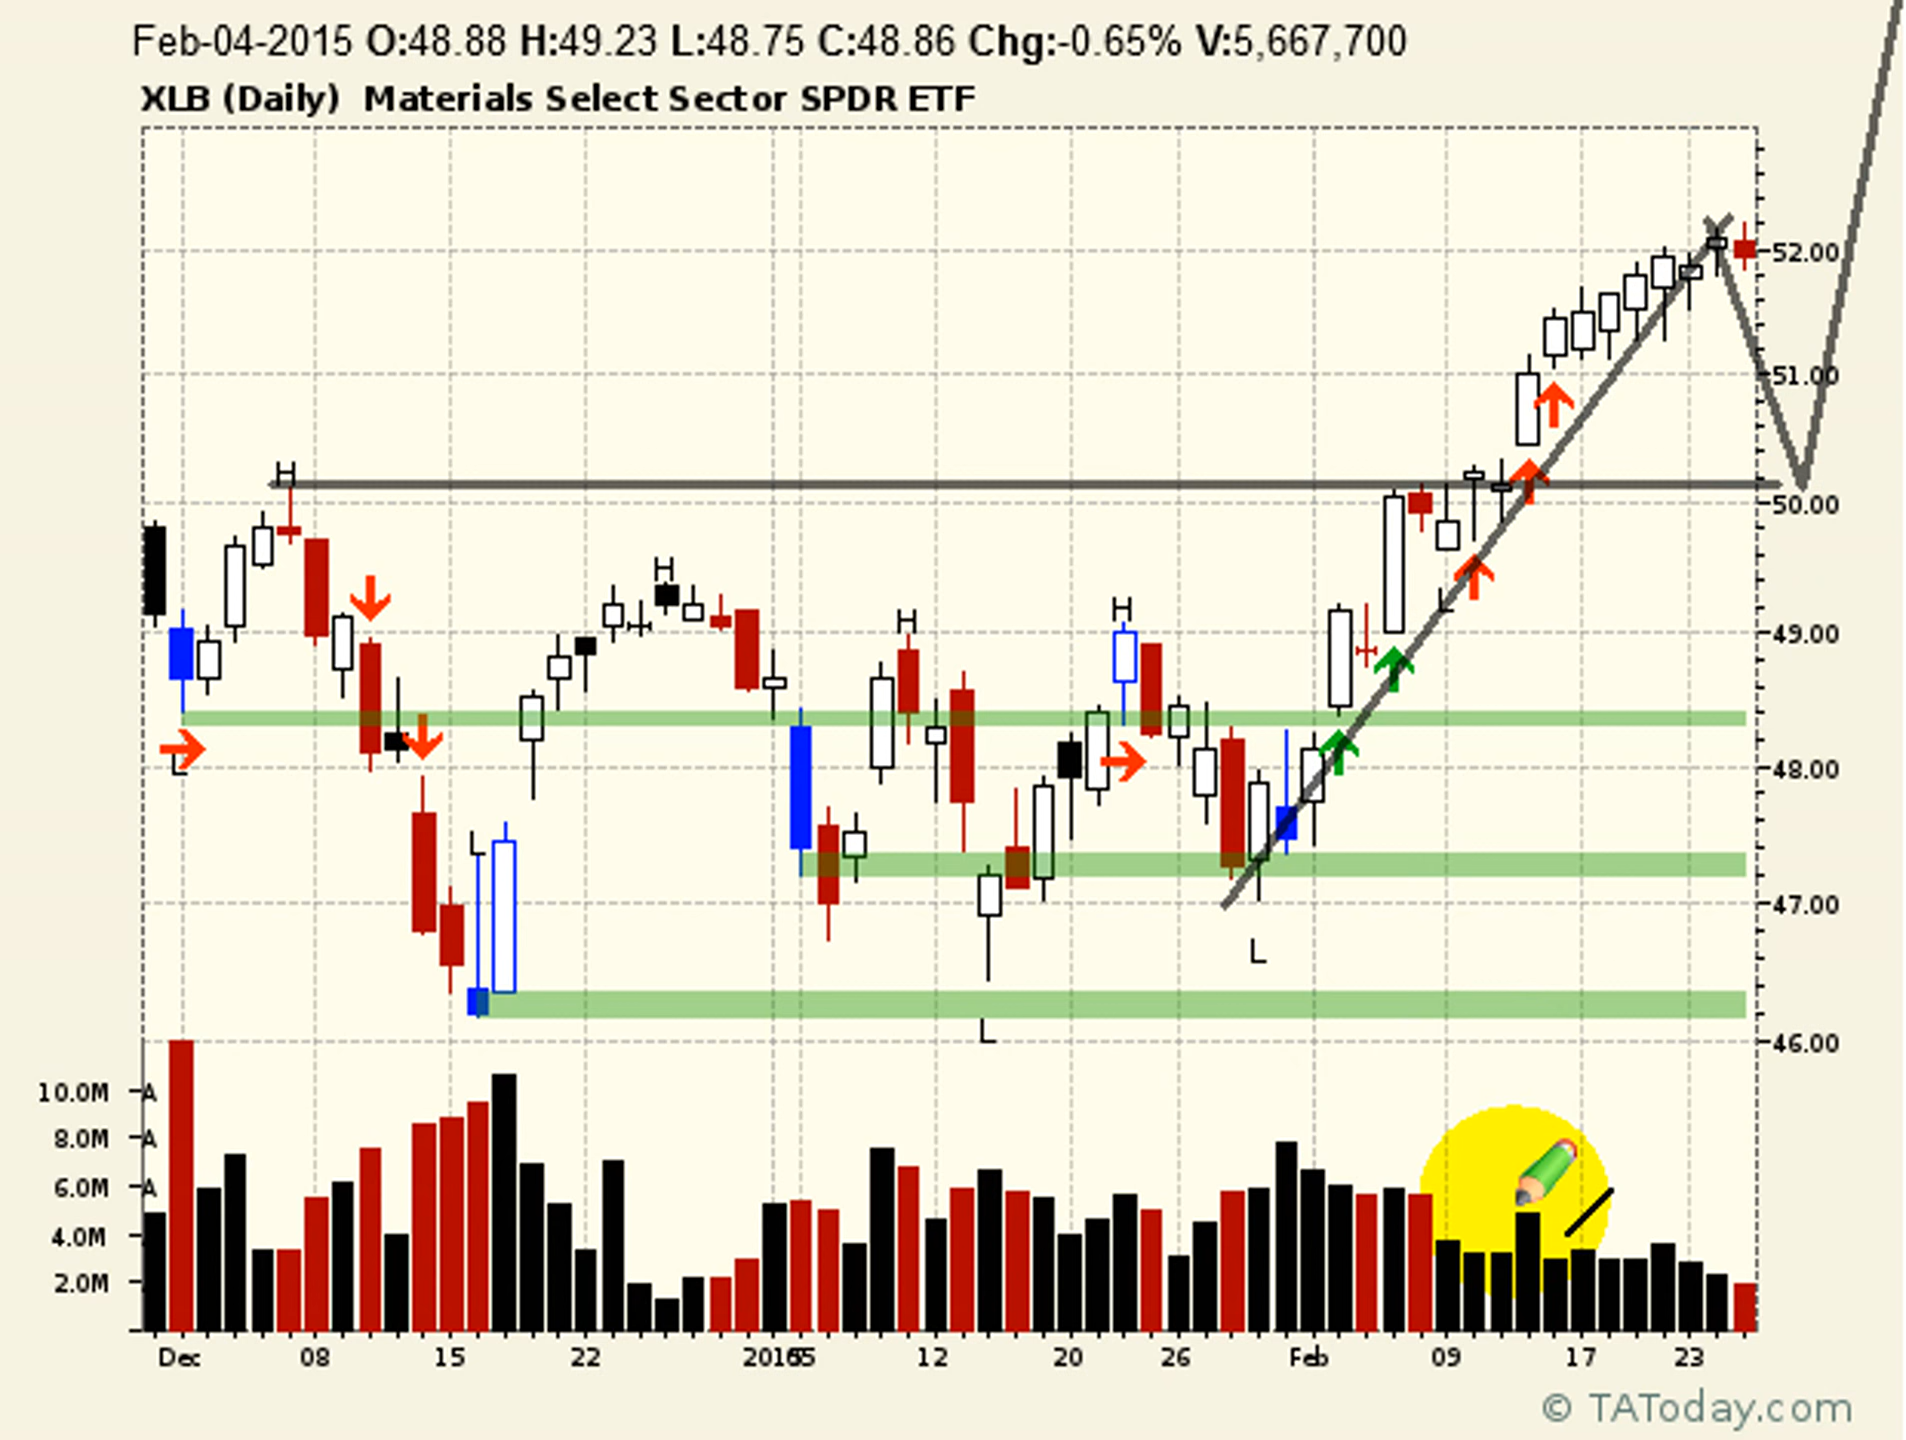 Feb-04-2015 O:48.88 H:49.23 L:48.75 C:48.86 Chg:-0.65% V:5,667,700
XLB (Daily) Materials Select Sector SPDR ETF
52.00
51.00
H
50.00
H
H
H
49.00
L
48.00
L
47.00
L
L
46.00
10.0M A
8.0M A
6.0M A
4.0M
2.0M
Dec 08 15 22 12 20 26 Feb 09 17 23
© TAToday.com